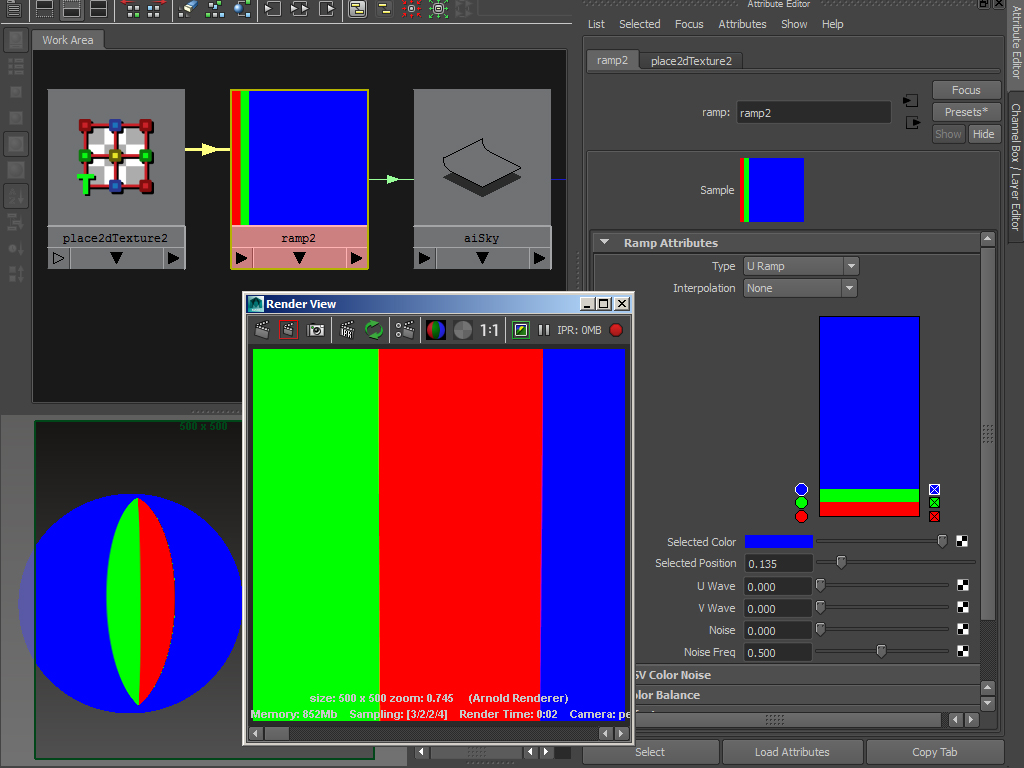 Attribute Editor
List Selected Focus Attributes Show Help
Work Area
ramp2 place2dTexture2
ramp: ramp2
Focus
Presets*
Show Hide
Sample
place2dTexture2
ramp2
aiSky
Ramp Attributes
Type U Ramp
Interpolation None
Render View
1:1
IPR: 0MB
500 x 500
size: 500 x 500 zoom: 0.745 (Arnold Renderer)
Memory: 852Mb Sampling: [3/2/2/4] Render Time: 0:02 Camera: pe
Selected Color
Selected Position 0.135
U Wave 0.000
V Wave 0.000
Noise 0.000
Noise Freq 0.500
SV Color Noise
olor Balance
Select Load Attributes Copy Tab
Attribute Editor
Channel Box / Layer Editor